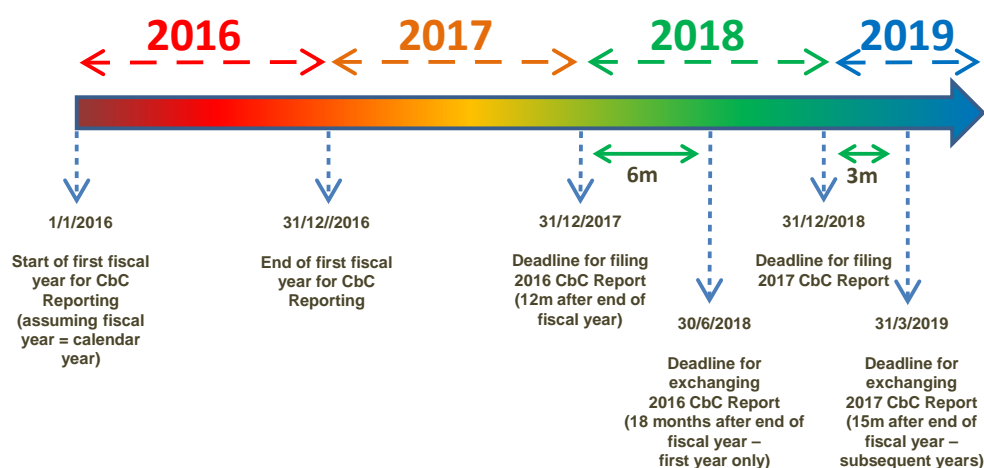 2016
2017
2018
2019
6m
3m
1/1/2016
Start of first fiscal
year for CbC
Reporting
(assuming fiscal
year = calendar
year)
31/12//2016
End of first fiscal
year for CbC
Reporting
31/12/2017
Deadline for filing
2016 CbC Report
(12m after end of
fiscal year)
30/6/2018
Deadline for
exchanging
2016 CbC Report
(18 months after end of
fiscal year –
first year only)
31/12/2018
Deadline for filing
2017 CbC Report
31/3/2019
Deadline for
exchanging
2017 CbC Report
(15m after end of
fiscal year –
subsequent years)